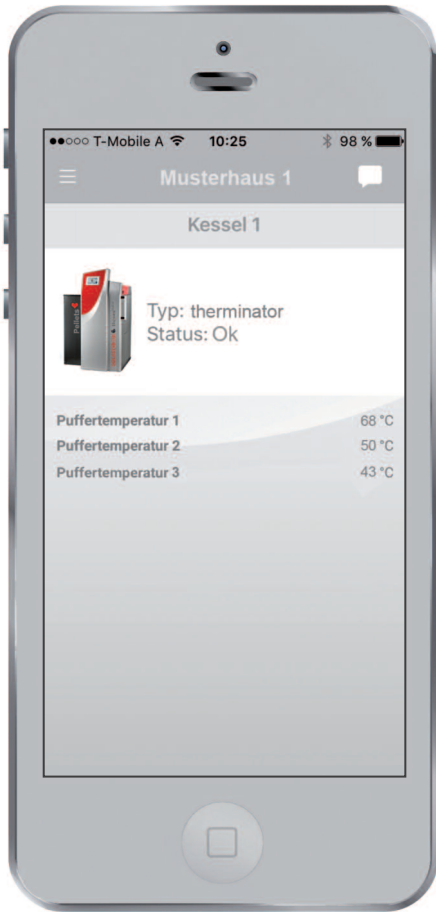 T-Mobile A 10:25 98 %
Musterhaus 1
Kessel 1
Pellets
Typ: therminator
Status: Ok
Puffertemperatur 1 68 °C
Puffertemperatur 2 50 °C
Puffertemperatur 3 43 °C